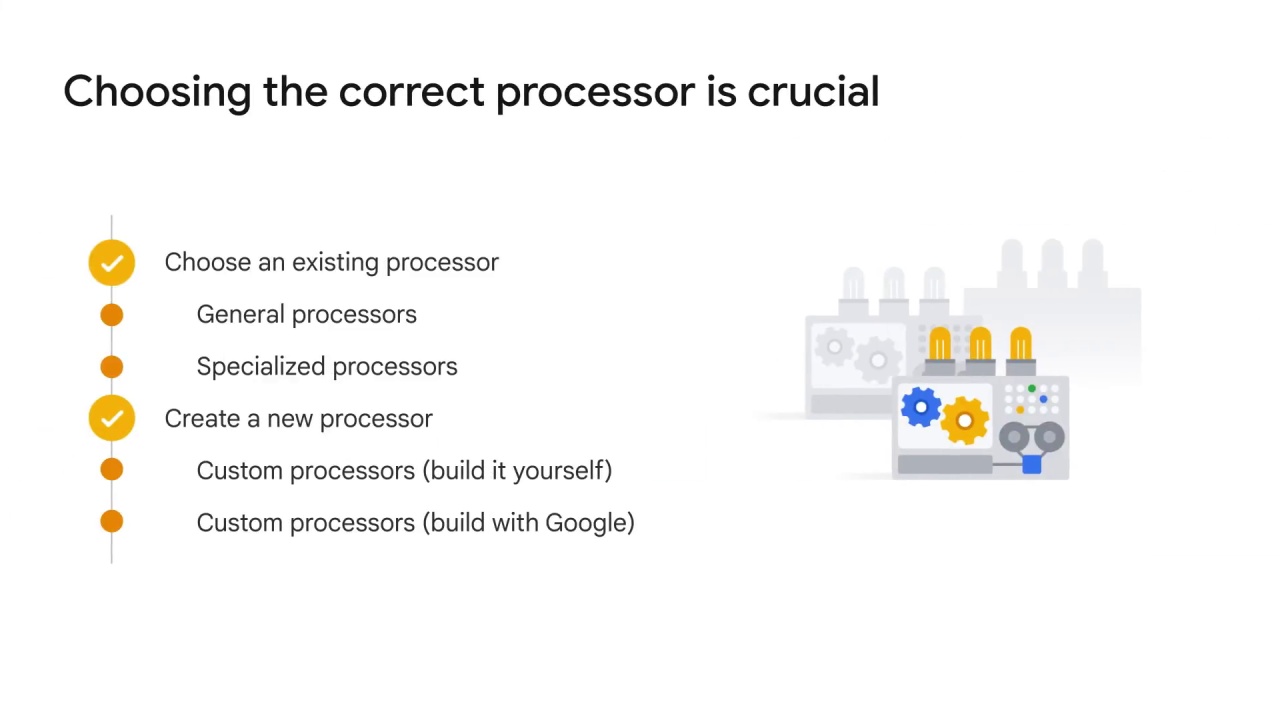 Choosing the correct processor is crucial
Choose an existing processor
General processors
Specialized processors
Create a new processor
Custom processors (build it yourself)
Custom processors (build with Google)